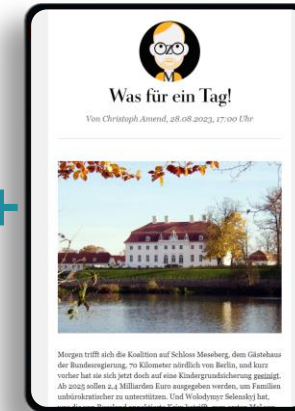 M
Was für ein Tag!
Von Christoph Amend, 28.08.2023, 17:00 Uhr
Morgen trifft sich die Koalition auf Schloss Meseberg, dem Gästehaus
der Bundesregierung, 70 Kilometer nördlich von Berlin, und kurz
vorher hat sie sich jetzt doch auf eine Kindergrundsicherung geeinigt.
Ab 2025 sollen 2,4 Milliarden Euro ausgegeben werden, um Familien
unbürokratischer zu unterstützen. Und Wolodymyr Selenskyj hat,